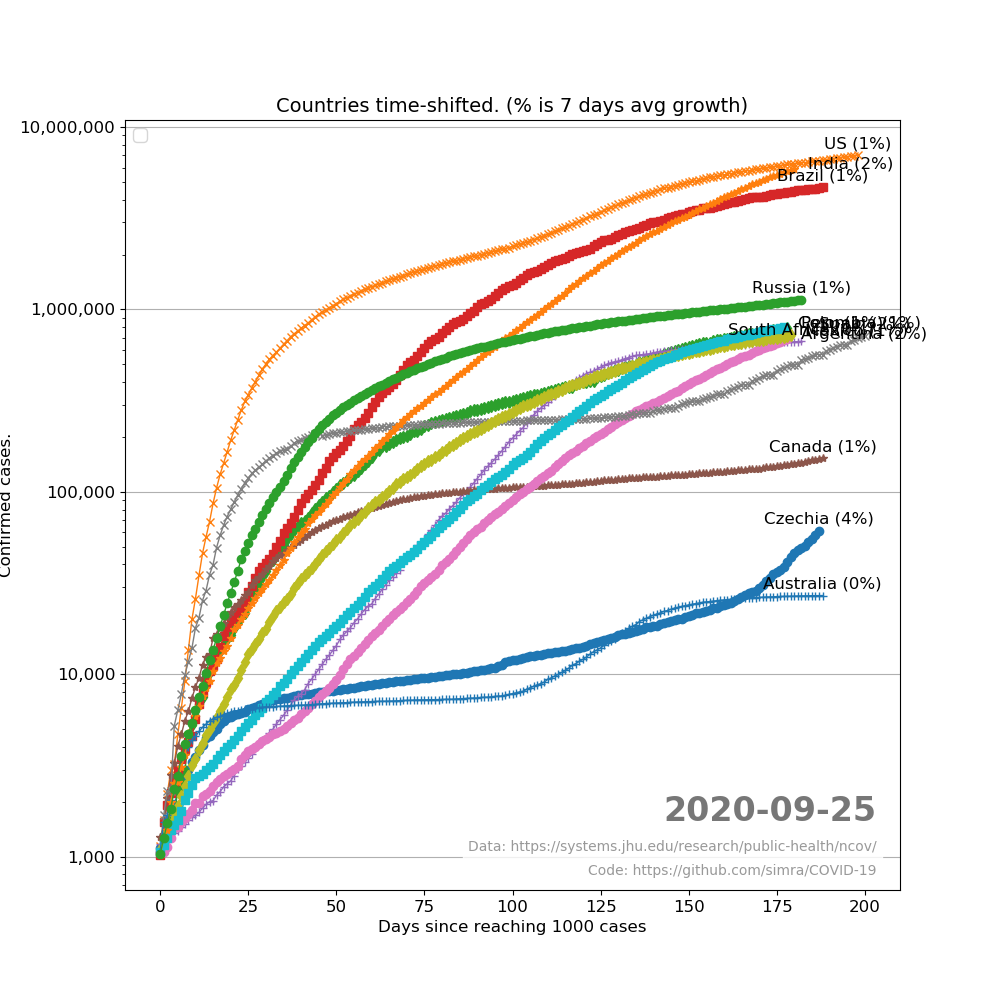 Countries time-shifted. (% is 7 days avg growth)
10,000,000
1,000,000
100,000
10,000
1,000
Confirmed cases.
US (1%)
India (2%)
Brazil (1%)
Russia (1%)
South
Argentina (2%)
Canada (1%)
Czechia (4%)
Australia (0%)
2020-09-25
Data: https://systems.jhu.edu/research/public-health/ncov/
Code: https://github.com/simra/COVID-19
0 25 50 75 100 125 150 175 200
Days since reaching 1000 cases